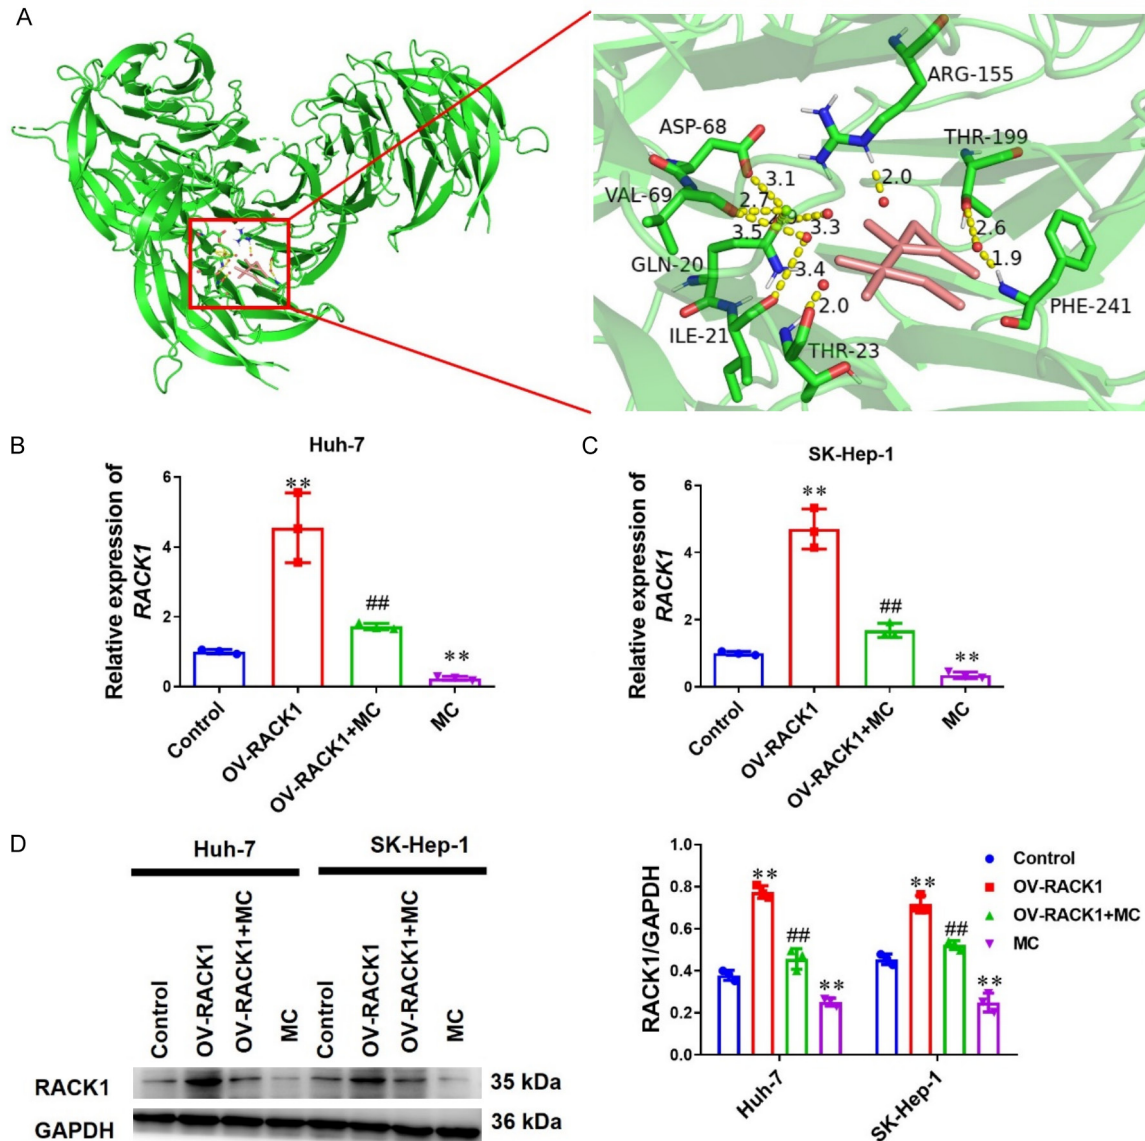 A
ARG-155
ASP-68
THR-199
3.1
2.0
2.7
VAL-69
3.3
2.6
3.5
GLN-20
3.4
1.9
2.0
PHE-241
ILE-21
THR-23
B
Huh-7
Relative expression of
RACK1
6
4
2
0
**
##
**
Control
OV-RACK1
OV-RACK1+MC
MC
C
SK-Hep-1
Relative expression of
RACK1
6
4
2
0
**
##
**
Control
OV-RACK1
OV-RACK1+MC
MC
D
Huh-7
SK-Hep-1
Control
OV-RACK1
OV-RACK1+MC
MC
Control
OV-RACK1
OV-RACK1+MC
MC
RACK1
35 kDa
GAPDH
36 kDa
RACK1/GAPDH
1.0
0.8
0.6
0.4
0.2
0.0
**
##
**
**
##
**
Huh-7
SK-Hep-1
Control
OV-RACK1
OV-RACK1+MC
MC